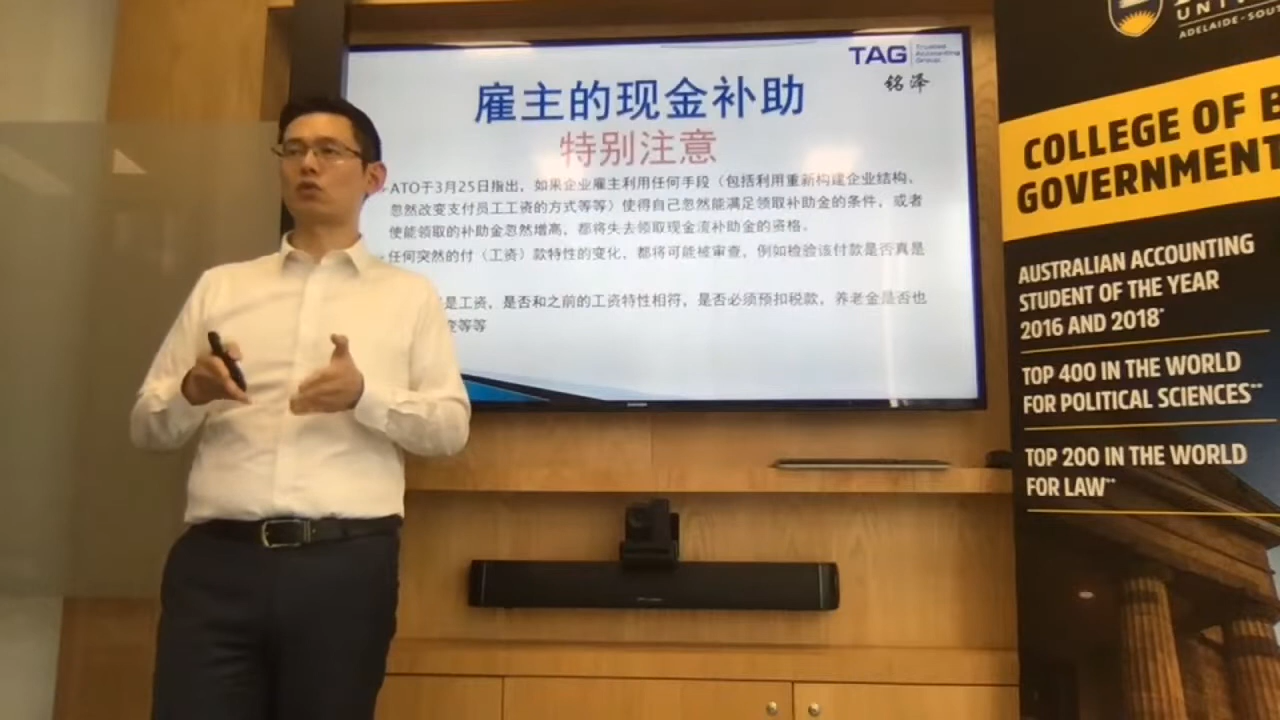 TAG
Trusted
Accounting
Group
铭泽
雇主的现金补助
特别注意
ATO于3月25日指出，如果企业雇主利用任何手段（包括利用重新构建企业结构、
忽然改变支付员工工资的方式等等）使得自己忽然能满足领取补助金的条件，或者
使能领取的补助金忽然增高，都将失去领取现金流补助金的资格。
任何突然的付（工资）款特性的变化，都将可能被审查，例如检验该付款是否真是
是工资，是否和之前的工资特性相符，是否必须预扣税款，养老金是否也
变等等
ADELAIDE
COLLEGE OF
GOVERNMENT
AUSTRALIAN ACCOUNTING
STUDENT OF THE YEAR
2016 AND 2018*
TOP 400 IN THE WORLD
FOR POLITICAL SCIENCES**
TOP 200 IN THE WORLD
FOR LAW**